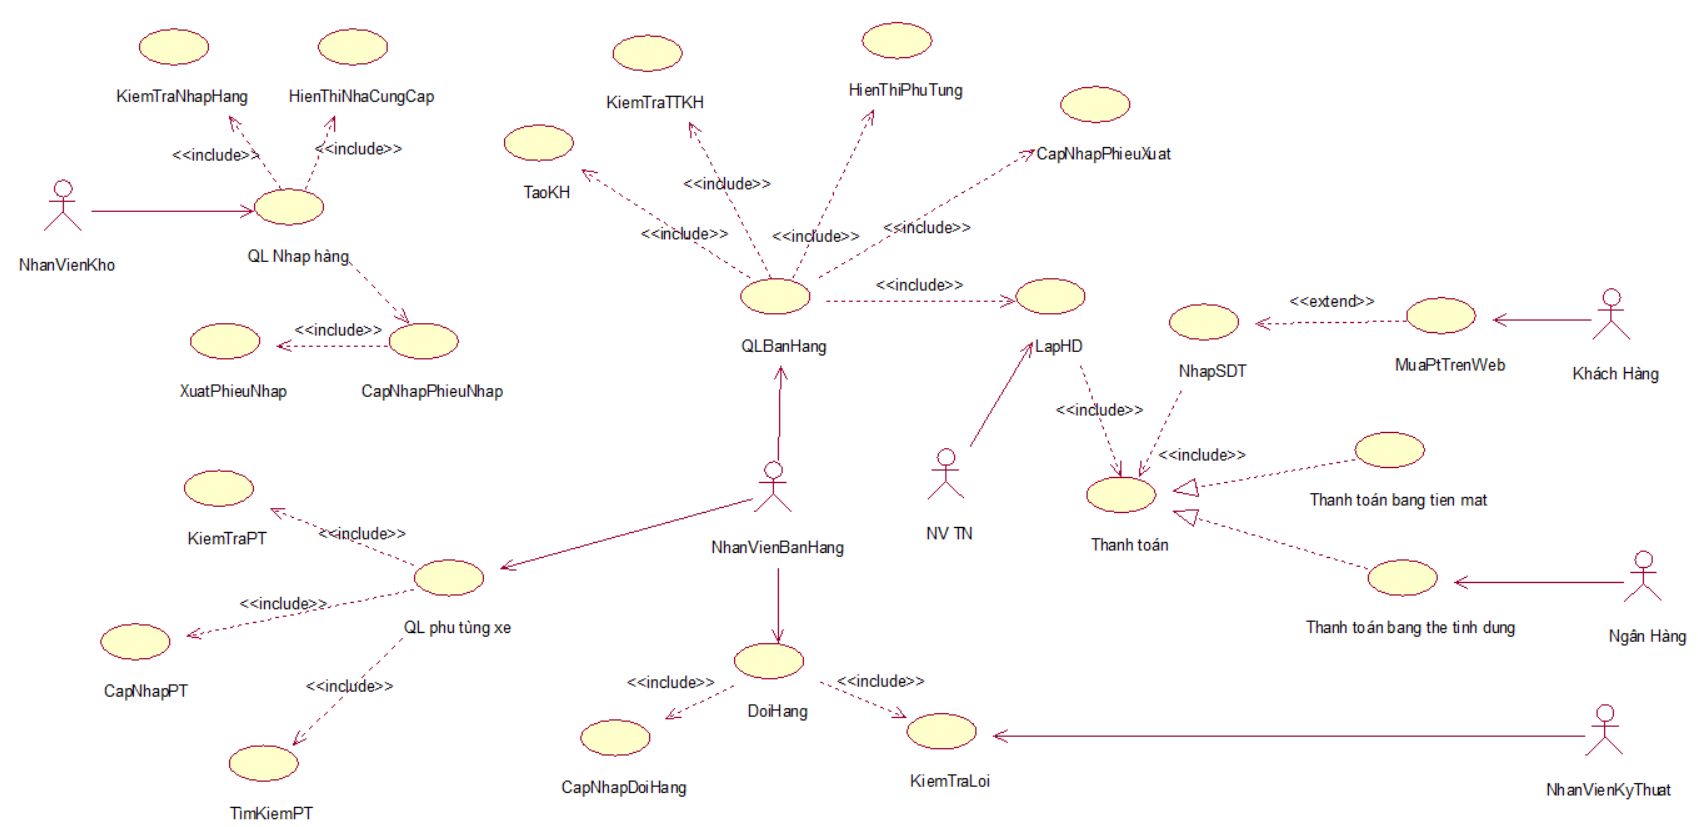 KiemTraNhapHang
HienThiNhaCungCap
KiemTraTTKH
HienThiPhuTung
CapNhapPhieuXuat
TaoKH
<<include>>
<<include>>
<<include>>
<<include>>
<<include>>
<<include>>
NhanVienKho
QL Nhap hàng
<<include>>
<<extend>>
<<include>>
QLBanHang
LapHD
NhapSDT
MuaPtTrenWeb
Khách Hàng
XuatPhieuNhap
CapNhapPhieuNhap
<<include>>
<<include>>
Thanh toán bang tien mat
KiemTraPT
<<include>>
NhanVienBanHang
NV TN
Thanh toán
<<include>>
QL phu tùng xe
Thanh toán bang the tinh dung
Ngân Hàng
CapNhapPT
<<include>>
<<include>>
<<include>>
DoiHang
CapNhapDoiHang
KiemTraLoi
NhanVienKyThuat
TimKiemPT